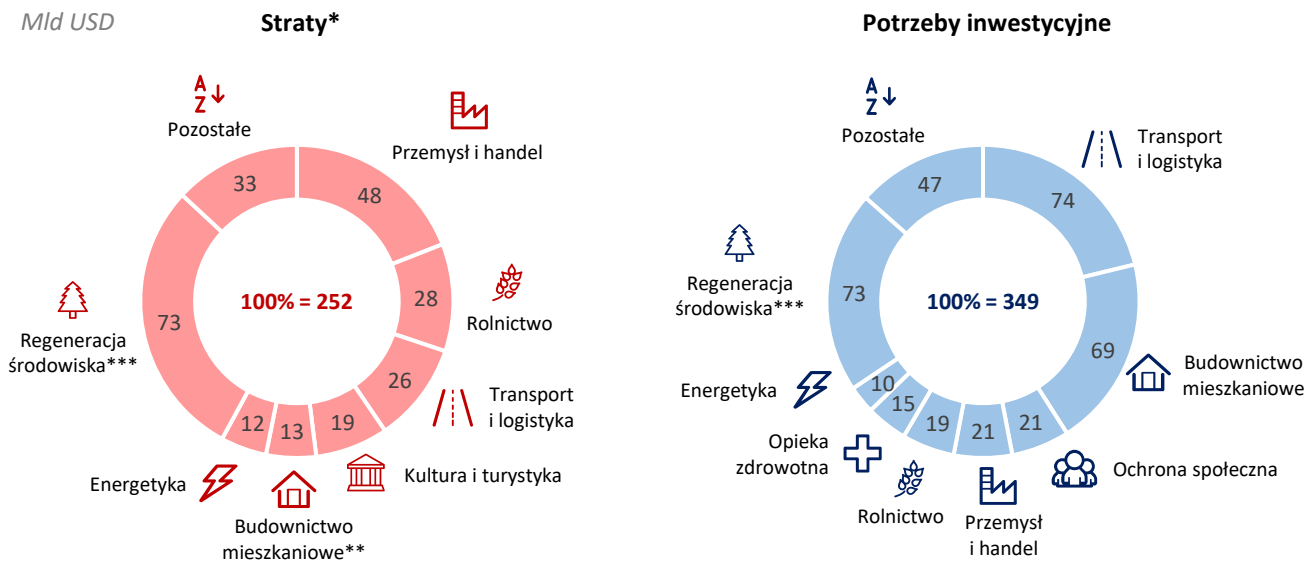 Mld USD
Straty*
A
Z
Pozostałe
Przemysł i handel
33
48
73
28
100% = 252
Regeneracja
środowiska***
Rolnictwo
26
Transport
i logistyka
12
13
19
Energetyka
Kultura i turystyka
Budownictwo
mieszkaniowe**
Potrzeby inwestycyjne
A
Z
Pozostałe
Transport
i logistyka
47
74
Regeneracja
środowiska***
73
100% = 349
69
Budownictwo
mieszkaniowe
Energetyka
10
15
19
21
21
Opieka
zdrowotna
Ochrona społeczna
Rolnictwo
Przemysł
i handel